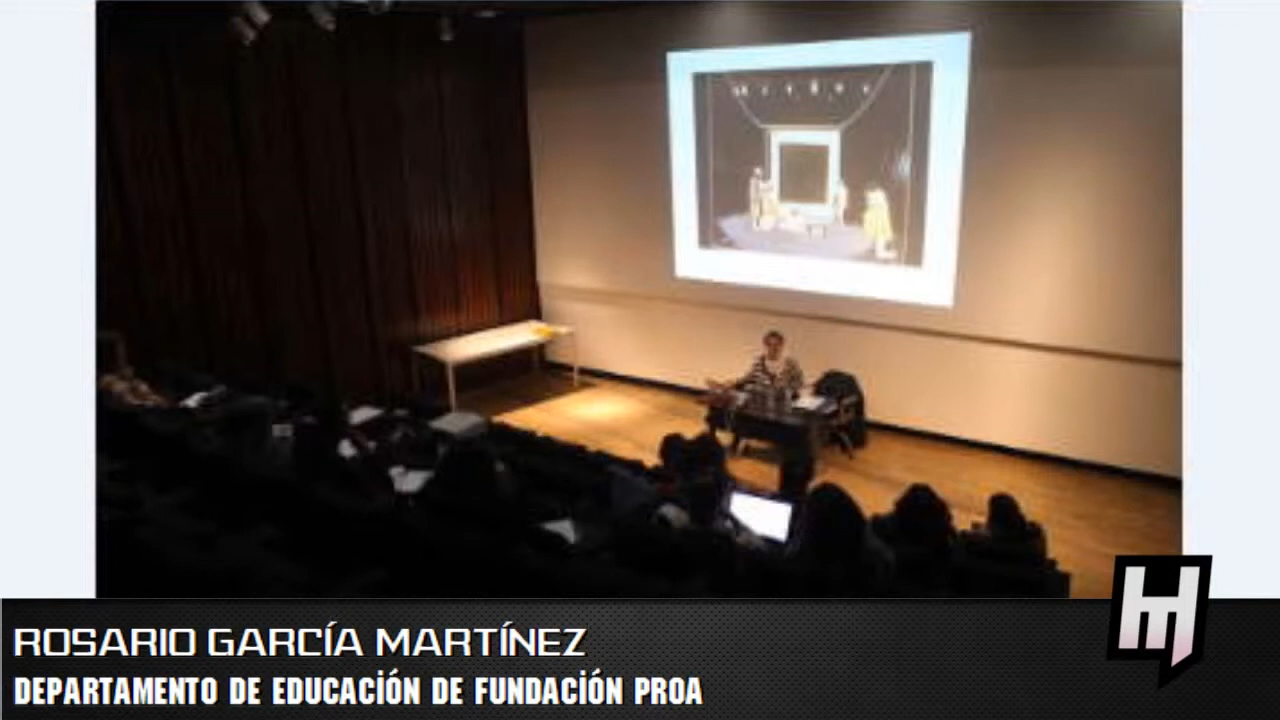 ROSARIO GARCÍA MARTÍNEZ
DEPARTAMENTO DE EDUCACIÓN DE FUNDACIÓN PROA